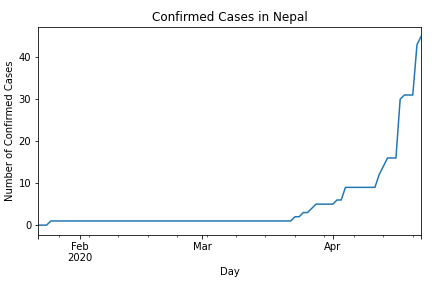 Confirmed Cases in Nepal
Number of Confirmed Cases
40
30
20
10
0
Feb
2020
Mar
Apr
Day